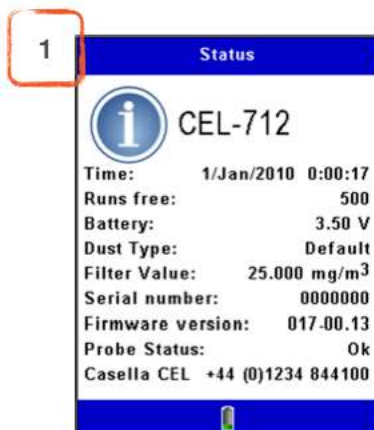 1
Status
CEL-712
Time: 1/Jan/2010 0:00:17
Runs free: 500
Battery: 3.50 V
Dust Type: Default
Filter Value: 25.000 mg/m³
Serial number: 0000000
Firmware version: 017-00.13
Probe Status: Ok
Casella CEL +44 (0)1234 844100